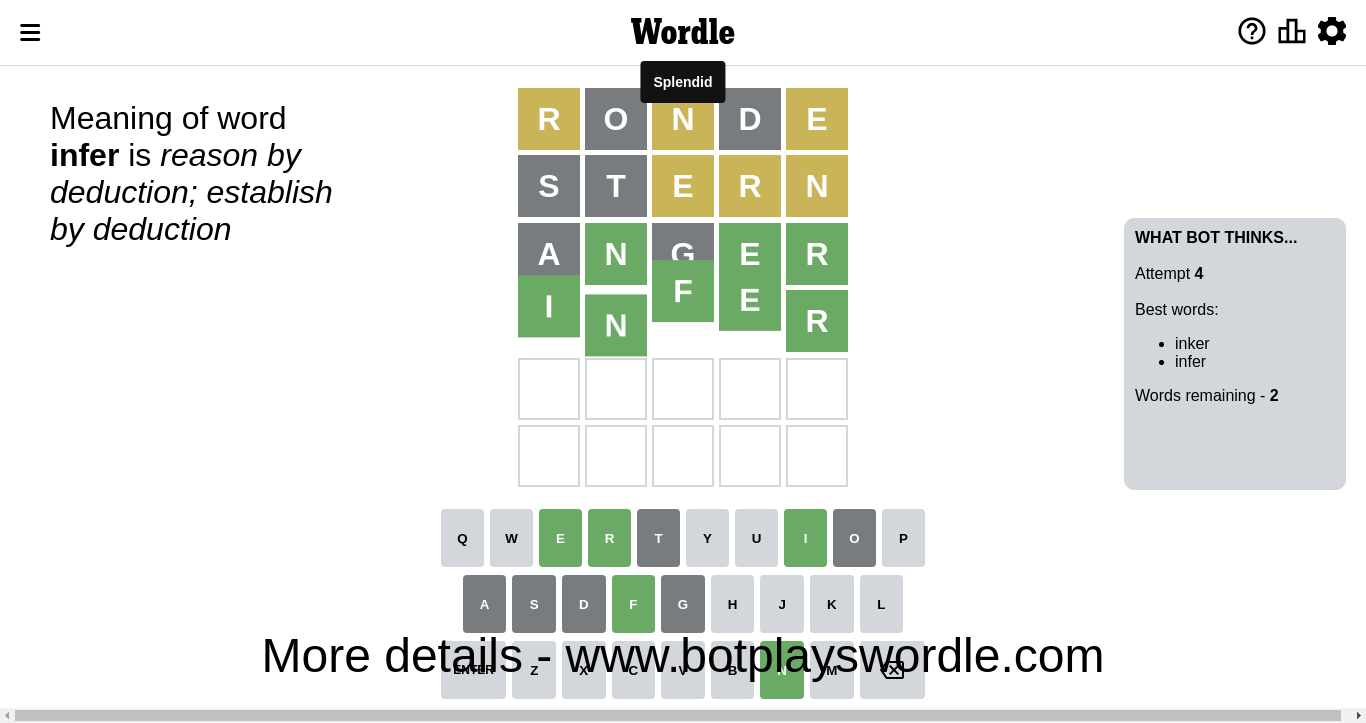 Wordle
Splendid
Meaning of word
infer is reason by
deduction; establish
by deduction
R O N D E
S T E R N
A N G E R
I N F E R
WHAT BOT THINKS...
Attempt 4
Best words:
• inker
• infer
Words remaining - 2
Q W E R T Y U I O P
A S D F G H J K L
ENTER Z X C V B N M
More details - www.botplayswordle.com